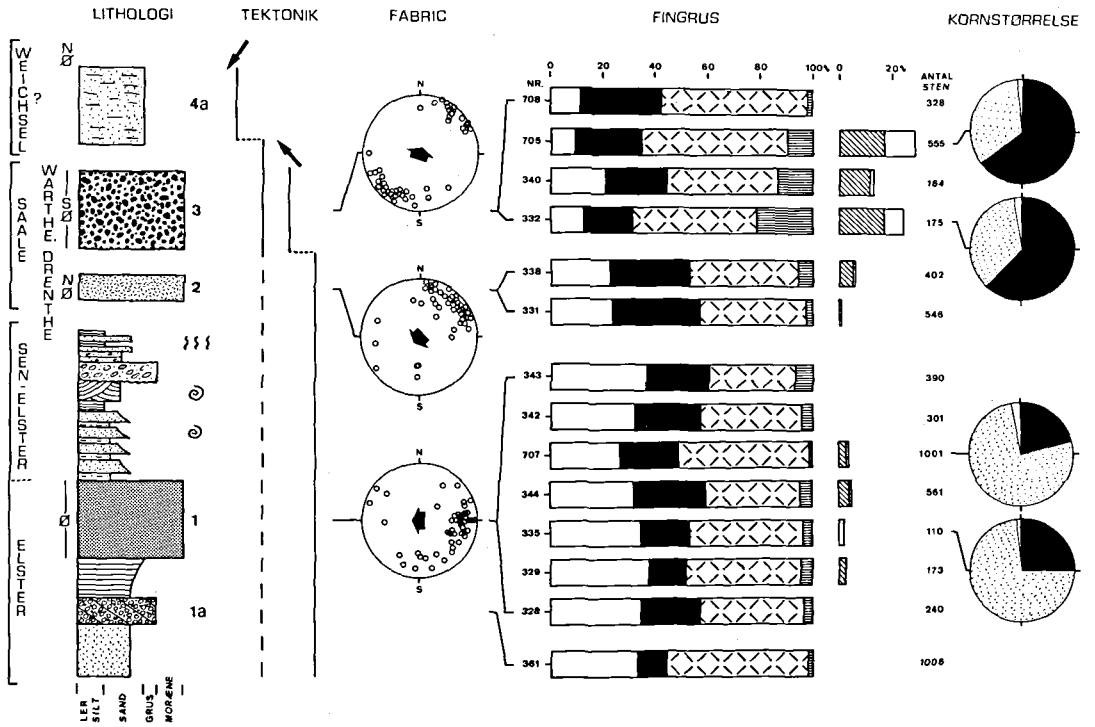 LITHOLOGI TEKTONIK FABRIC FINGRUS KORNSTØRRELSE
WEICHSEL ?
NØ
4a
SAALE
WARTHE, DRENTHE
SØ
3
NØ
2
SEN-ELSTER
ELSTER
Ø
1
1a
LER
SILT
SAND
GRUS
MORÆNE
N
S
N
S
N
S
0 20 40 60 80 100% 0 20%
NR.
ANTAL
STEN
708 328
705 555
340 184
332 175
338 402
331 546
343 390
342 301
707 1001
344 561
335 110
329 173
328 240
361 1008